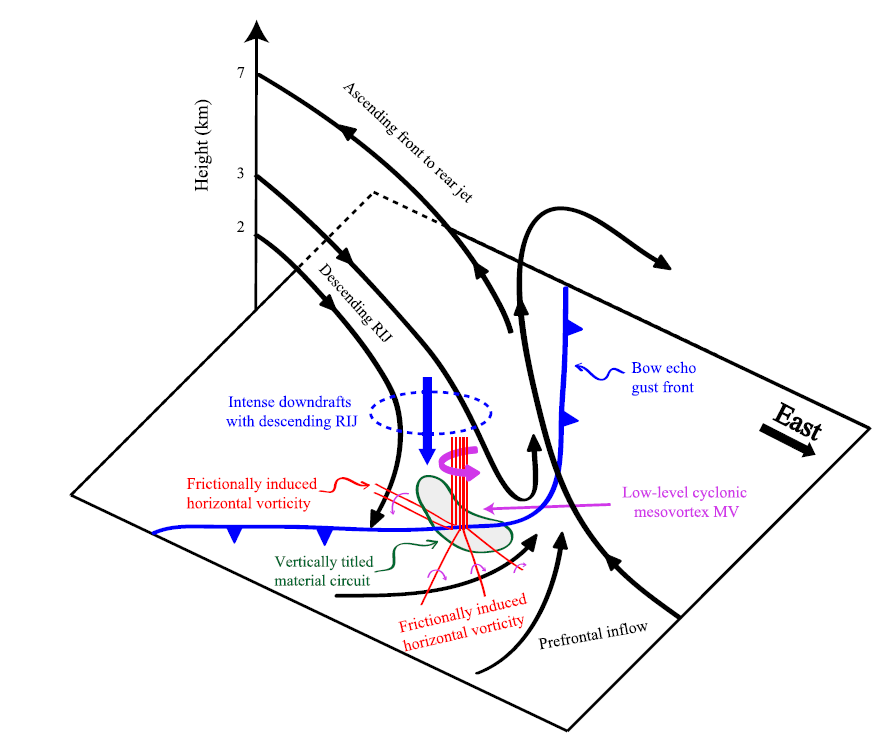 Height (km)
7
3
2
Ascending front to rear jet
Descending RIJ
Bow echo
gust front
East
Intense downdrafts
with descending RIJ
Frictionally induced
horizontal vorticity
Low-level cyclonic
mesovortex MV
Vertically titled
material circuit
Frictionally induced
horizontal vorticity
Prefrontal inflow